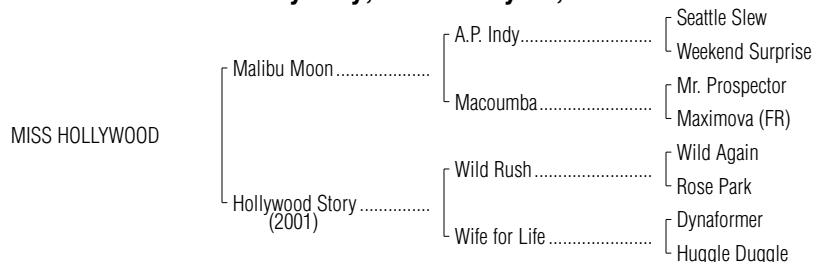 Seattle Slew
A.P. Indy
Weekend Surprise
Malibu Moon
Mr. Prospector
Macoumba
Maximova (FR)
MISS HOLLYWOOD
Wild Again
Wild Rush
Rose Park
Hollywood Story
(2001)
Dynaformer
Wife for Life
Huggle Duggle